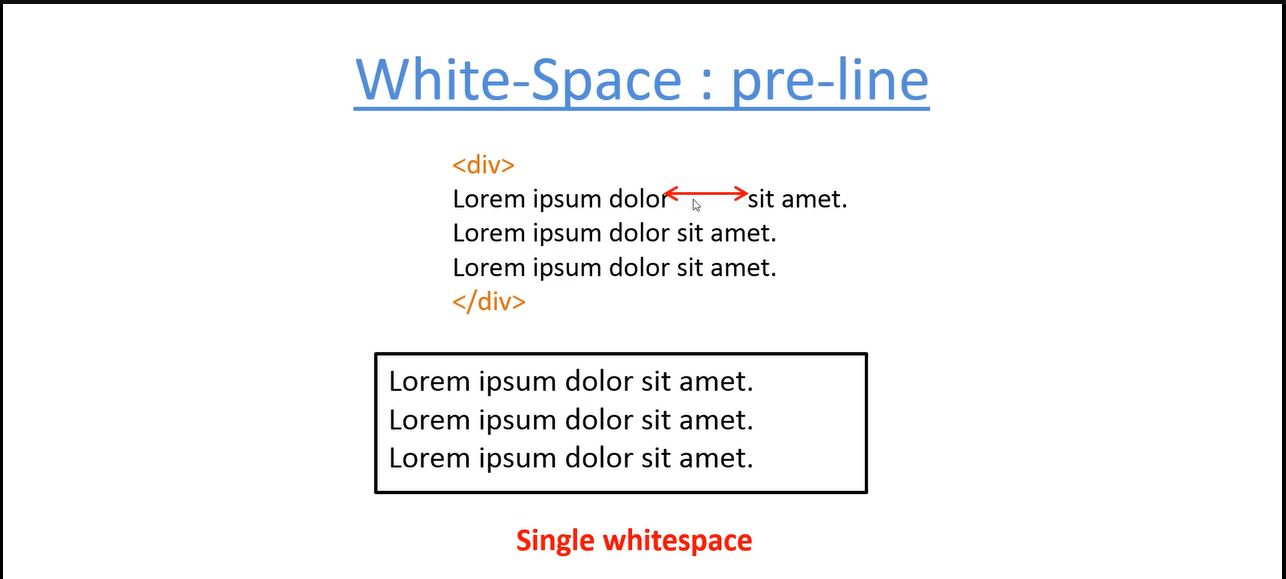 White-Space : pre-line
<div>
Lorem ipsum dolor sit amet.
Lorem ipsum dolor sit amet.
Lorem ipsum dolor sit amet.
</div>
Lorem ipsum dolor sit amet.
Lorem ipsum dolor sit amet.
Lorem ipsum dolor sit amet.
Single whitespace